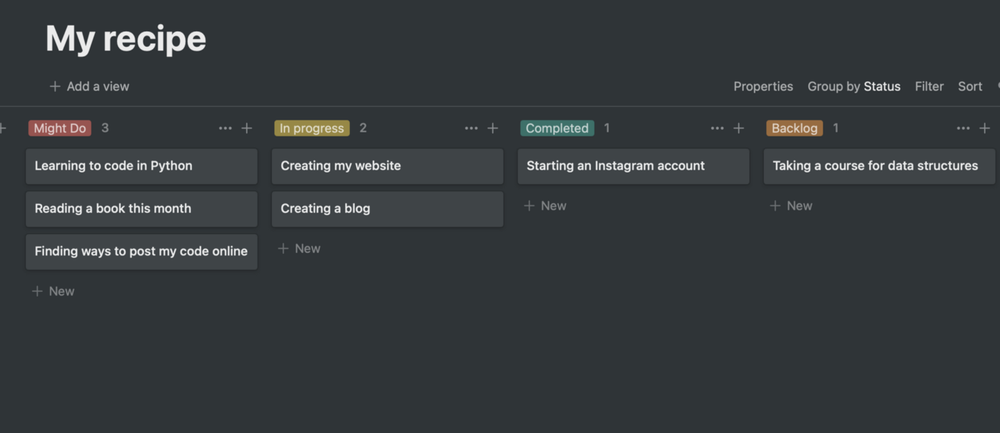 My recipe
+ Add a view
Properties Group by Status Filter Sort
Might Do 3 ••• +
Learning to code in Python
Reading a book this month
Finding ways to post my code online
+ New
In progress 2 ••• +
Creating my website
Creating a blog
+ New
Completed 1 ••• +
Starting an Instagram account
+ New
Backlog 1 ••• +
Taking a course for data structures
+ New